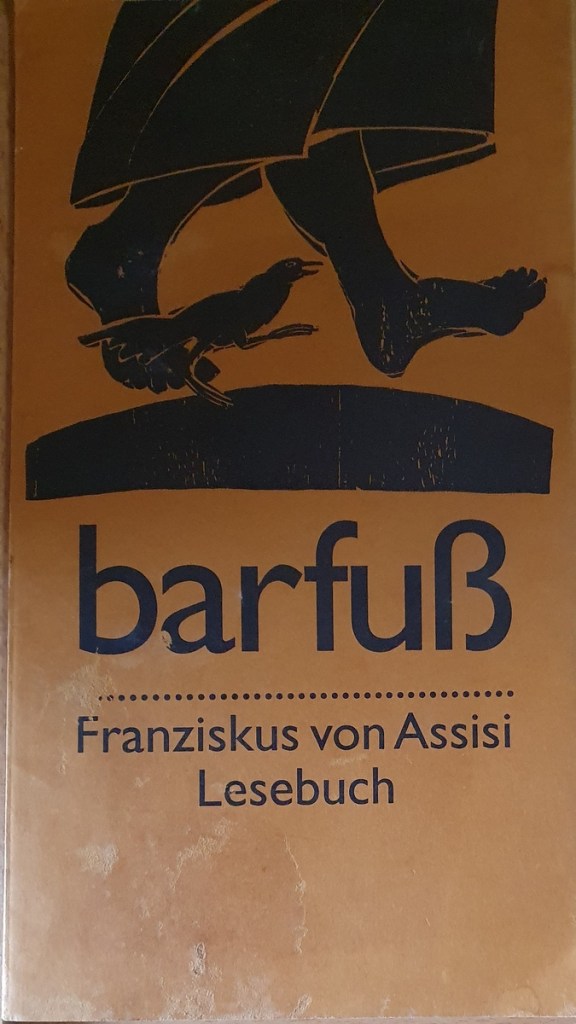 barfuß
Franziskus von Assisi
Lesebuch